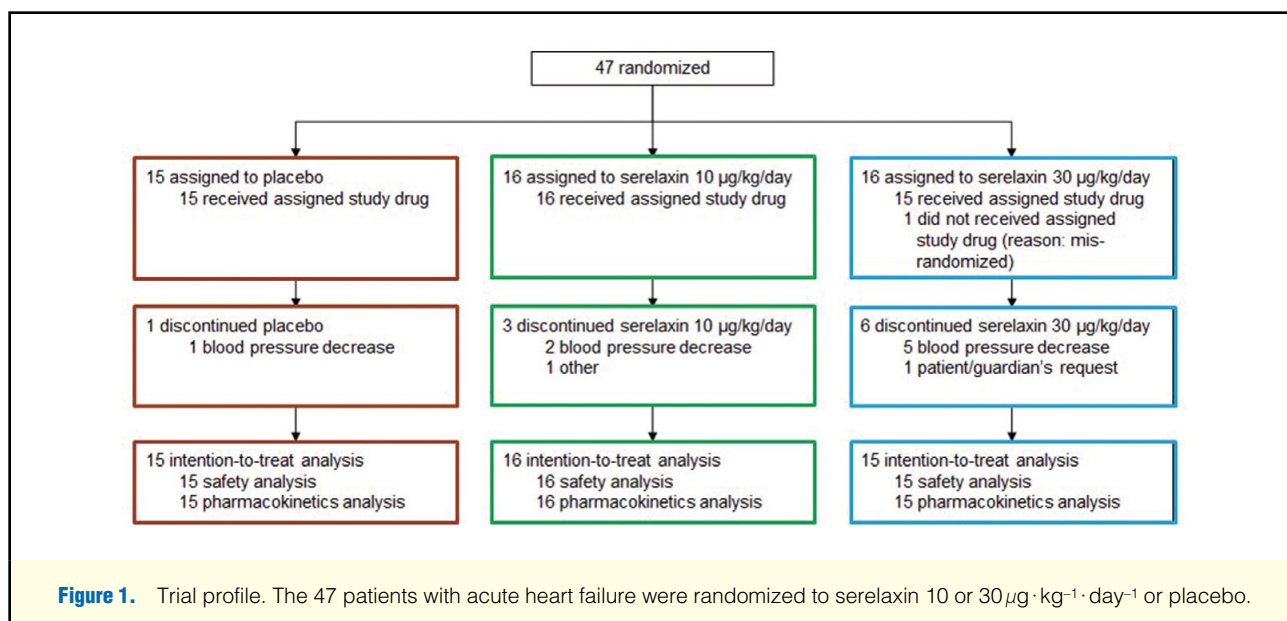 47 randomized
15 assigned to placebo
15 received assigned study drug
16 assigned to serelaxin 10 µg/kg/day
16 received assigned study drug
16 assigned to serelaxin 30 µg/kg/day
15 received assigned study drug
1 did not received assigned
study drug (reason: mis-
randomized)
1 discontinued placebo
1 blood pressure decrease
3 discontinued serelaxin 10 µg/kg/day
2 blood pressure decrease
1 other
6 discontinued serelaxin 30 µg/kg/day
5 blood pressure decrease
1 patient/guardian's request
15 intention-to-treat analysis
15 safety analysis
15 pharmacokinetics analysis
16 intention-to-treat analysis
16 safety analysis
16 pharmacokinetics analysis
15 intention-to-treat analysis
15 safety analysis
15 pharmacokinetics analysis
Figure 1. Trial profile. The 47 patients with acute heart failure were randomized to serelaxin 10 or 30 µg·kg⁻¹·day⁻¹ or placebo.